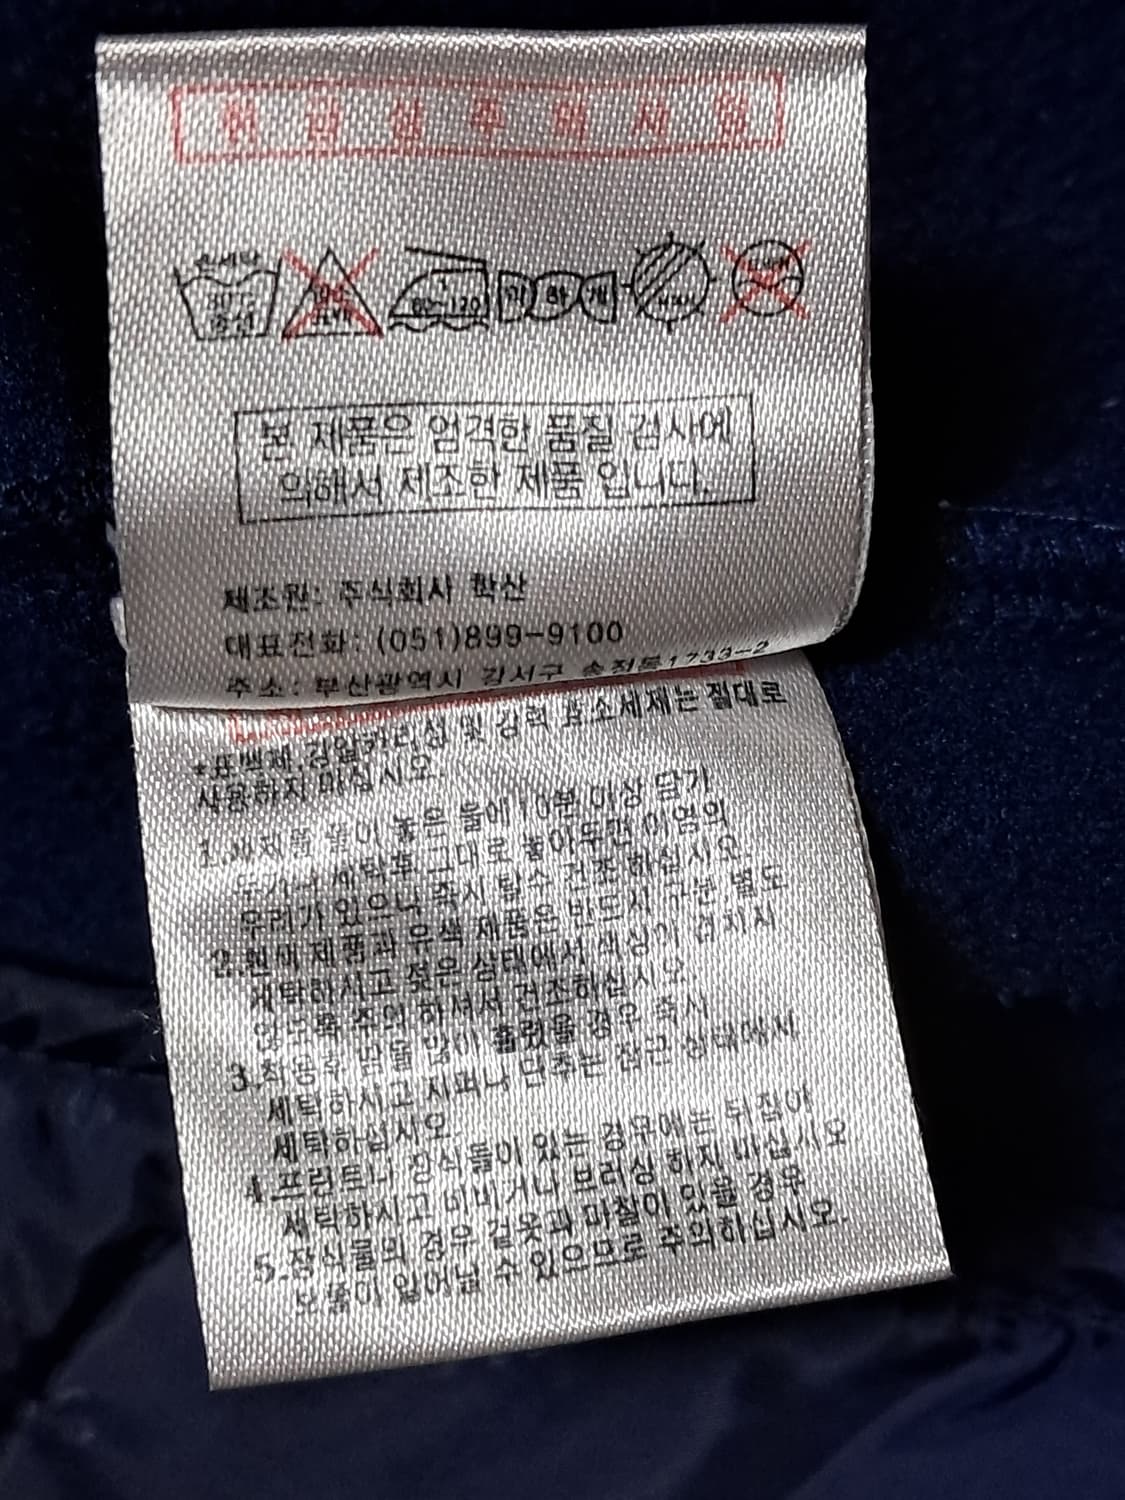 취급상주의사항
손세탁
30℃
중성
80~120
약 하 게
본 제품은 엄격한 품질 검사에
의해서 제조한 제품 입니다.
제조원: 주식회사 학산
대표전화: (051)899-9100
주소: 부산광역시 강서구 송정동1733-2
*표백제,강알카리성 및 강력 효소세제는 절대로
사용하지 마십시오.
1.세제를 풀어 놓은 물에 10분 이상 담가
두거나 세탁후 그대로 놓아두면 이염의
우려가 있으니 즉시 탈수 건조 하십시오.
2.흰색 제품과 유색 제품은 반드시 구분 별도
세탁하시고 젖은 상태에서 색상이 겹치지
않도록 주의 하셔서 건조하십시오.
3.착용후 땀을 많이 흘렸을 경우 즉시
세탁하시고 지퍼나 단추는 잠근 상태에서
세탁하십시오.
4.프린트나 장식물이 있는 경우에는 뒤집어
세탁하시고 비비거나 브러싱 하지 마십시오
5.장식물의 경우 겉옷과 마찰이 있을 경우
보풀이 일어날 수 있으므로 주의하십시오.